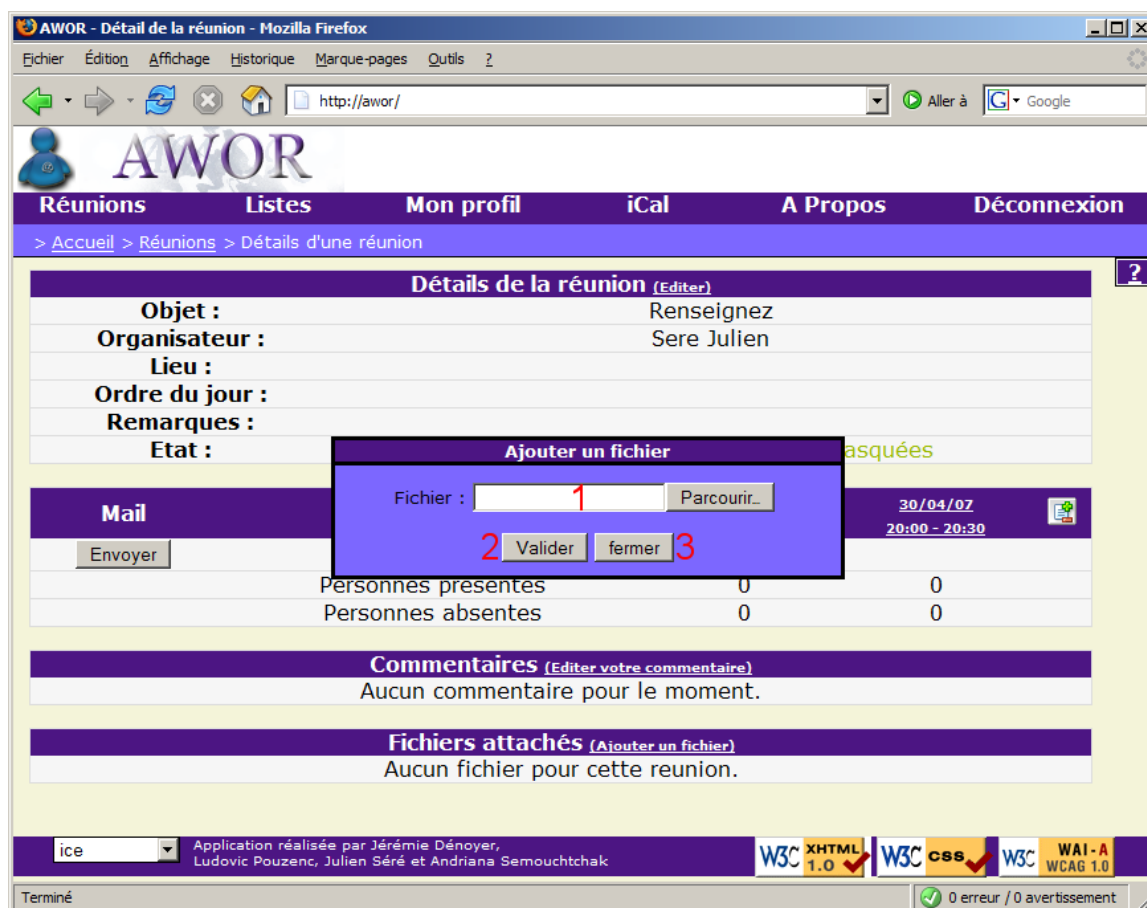 AWOR - Détail de la réunion - Mozilla Firefox
Fichier Édition Affichage Historique Marque-pages Outils ?
http://awor/ Aller à G Google
AWOR
Réunions Listes Mon profil iCal A Propos Déconnexion
> Accueil > Réunions > Détails d'une réunion
?
Détails de la réunion (Editer)
Objet : Renseignez
Organisateur : Sere Julien
Lieu :
Ordre du jour :
Remarques :
Etat : asquées
Ajouter un fichier
Fichier : 1 Parcourir...
2 Valider fermer 3
Mail 30/04/07
20:00 - 20:30
Envoyer
Personnes présentes 0 0
Personnes absentes 0 0
Commentaires (Editer votre commentaire)
Aucun commentaire pour le moment.
Fichiers attachés (Ajouter un fichier)
Aucun fichier pour cette reunion.
ice Application réalisée par Jérémie Dénoyer,
Ludovic Pouzenc, Julien Séré et Andriana Semouchtchak
W3C XHTML 1.0 W3C css W3C WAI-A WCAG 1.0
Terminé 0 erreur / 0 avertissement